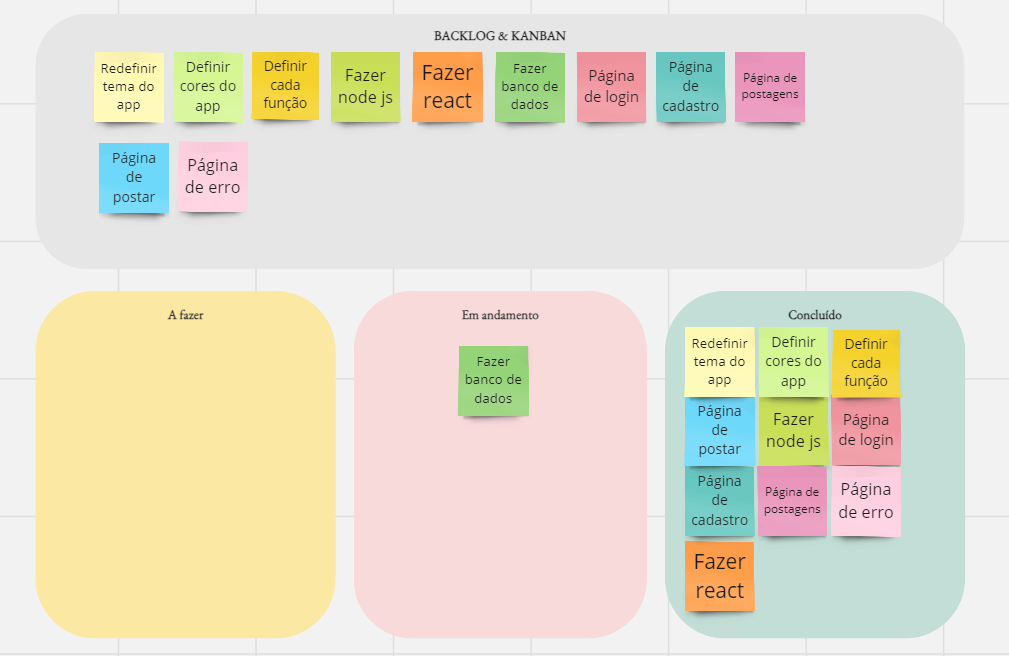 BACKLOG & KANBAN
Redefinir
tema do
app
Definir
cores do
app
Definir
cada
função
Fazer
node js
Fazer
react
Fazer
banco de
dados
Página
de login
Página
de
cadastro
Página de
postagens
Página
de
postar
Página
de erro
A fazer
Em andamento
Fazer
banco de
dados
Concluído
Redefinir
tema do
app
Definir
cores do
app
Definir
cada
função
Página
de
postar
Fazer
node js
Página
de login
Página
de
cadastro
Página de
postagens
Página
de erro
Fazer
react